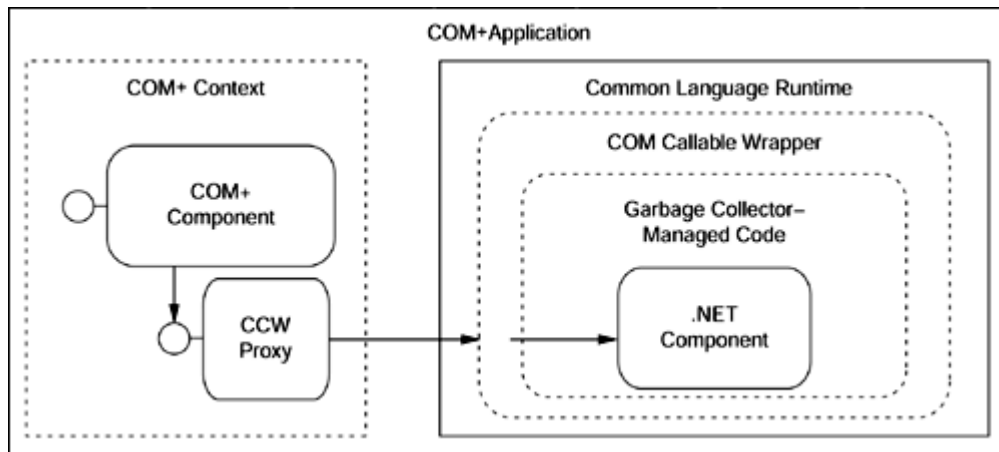 COM+Application
COM+ Context
COM+
Component
CCW
Proxy
Common Language Runtime
COM Callable Wrapper
Garbage Collector–
Managed Code
.NET
Component